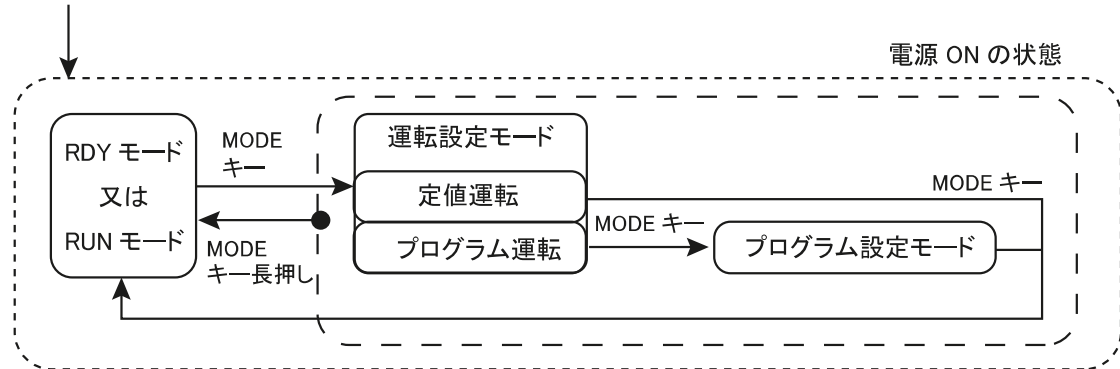 電源 ON の状態
RDY モード
又は
RUN モード
MODE
キー
MODE
キー長押し
運転設定モード
定値運転
プログラム運転
MODE キー
MODE キー
プログラム設定モード